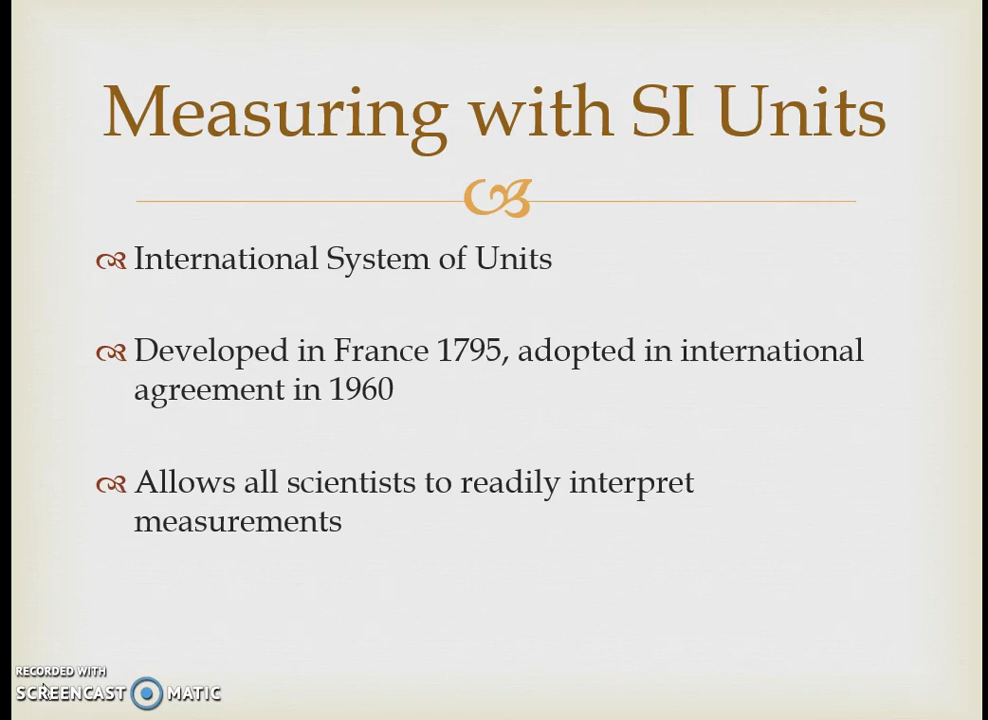 Measuring with SI Units
International System of Units
Developed in France 1795, adopted in international
agreement in 1960
Allows all scientists to readily interpret
measurements
RECORDED WITH
SCREENCAST MATIC